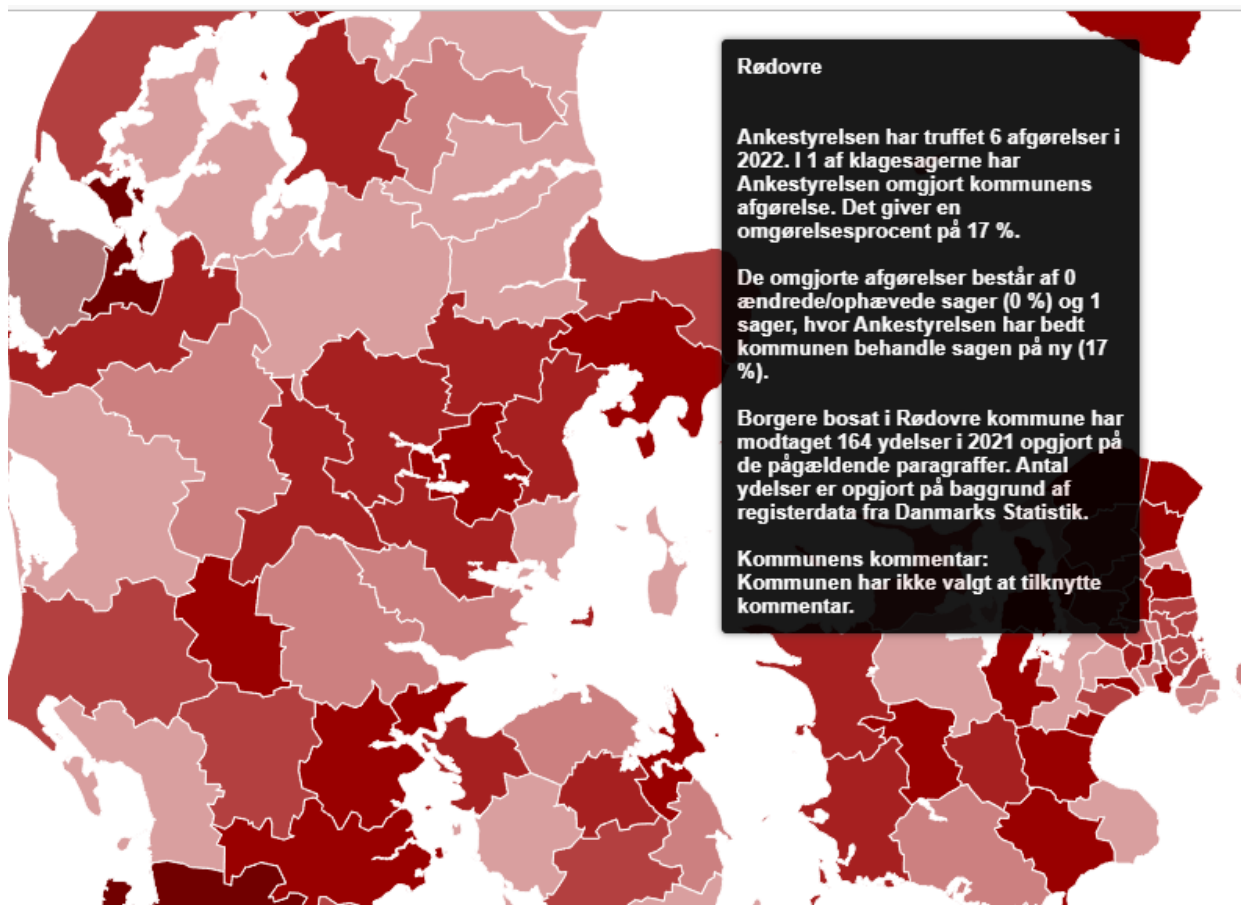 Rødovre
Ankestyrelsen har truffet 6 afgørelser i
2022. I 1 af klagesagerne har
Ankestyrelsen omgjort kommunens
afgørelse. Det giver en
omgørelsesprocent på 17 %.
De omgjorte afgørelser består af 0
ændrede/ophævede sager (0 %) og 1
sager, hvor Ankestyrelsen har bedt
kommunen behandle sagen på ny (17
%).
Borgere bosat i Rødovre kommune har
modtaget 164 ydelser i 2021 opgjort på
de pågældende paragraffer. Antal
ydelser er opgjort på baggrund af
registerdata fra Danmarks Statistik.
Kommunens kommentar:
Kommunen har ikke valgt at tilknytte
kommentar.